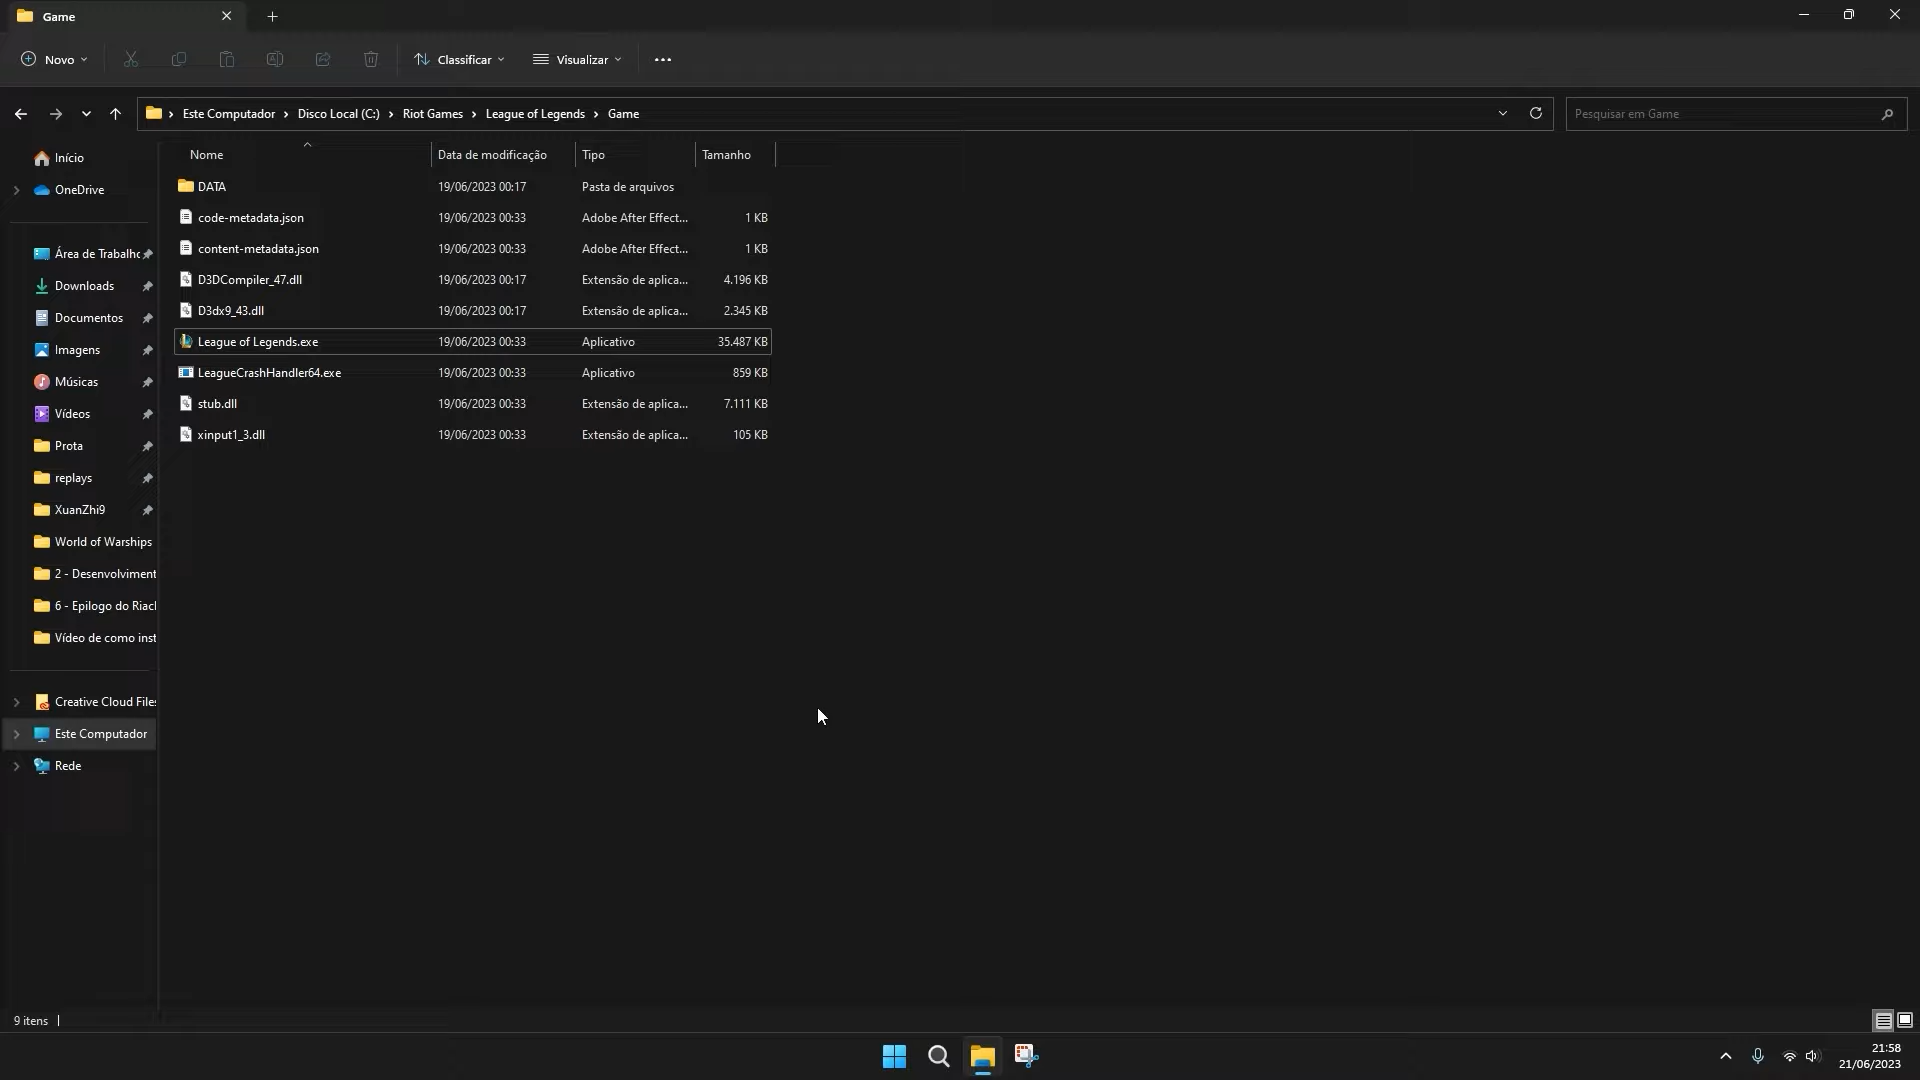 Game
Novo
Classificar
Visualizar
Este Computador
Disco Local (C:)
Riot Games
League of Legends
Game
Pesquisar em Game
Nome
Data de modificação
Tipo
Tamanho
Início
OneDrive
Área de Trabalho
Downloads
Documentos
Imagens
Músicas
Vídeos
Prota
replays
XuanZhi9
World of Warships
2 - Desenvolviment
6 - Epilogo do Riacl
Vídeo de como inst
Creative Cloud Files
Este Computador
Rede
DATA 19/06/2023 00:17 Pasta de arquivos
code-metadata.json 19/06/2023 00:33 Adobe After Effect... 1 KB
content-metadata.json 19/06/2023 00:33 Adobe After Effect... 1 KB
D3DCompiler_47.dll 19/06/2023 00:17 Extensão de aplica... 4.196 KB
D3dx9_43.dll 19/06/2023 00:17 Extensão de aplica... 2.345 KB
League of Legends.exe 19/06/2023 00:33 Aplicativo 35.487 KB
LeagueCrashHandler64.exe 19/06/2023 00:33 Aplicativo 859 KB
stub.dll 19/06/2023 00:33 Extensão de aplica... 7.111 KB
xinput1_3.dll 19/06/2023 00:33 Extensão de aplica... 105 KB
9 itens
21:58
21/06/2023